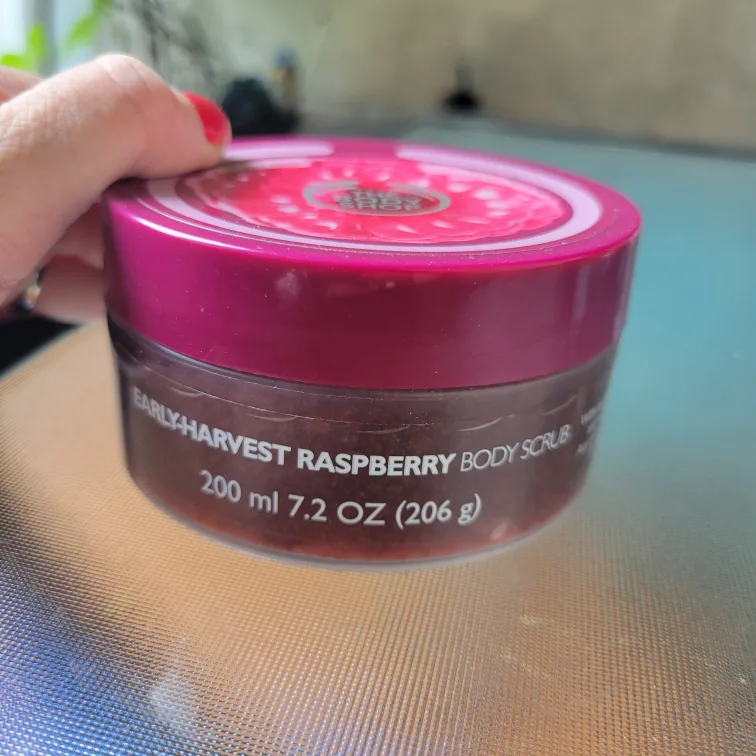 THE
BODY
SHOP
EARLY-HARVEST RASPBERRY BODY SCRUB
200 ml 7.2 OZ (206 g)